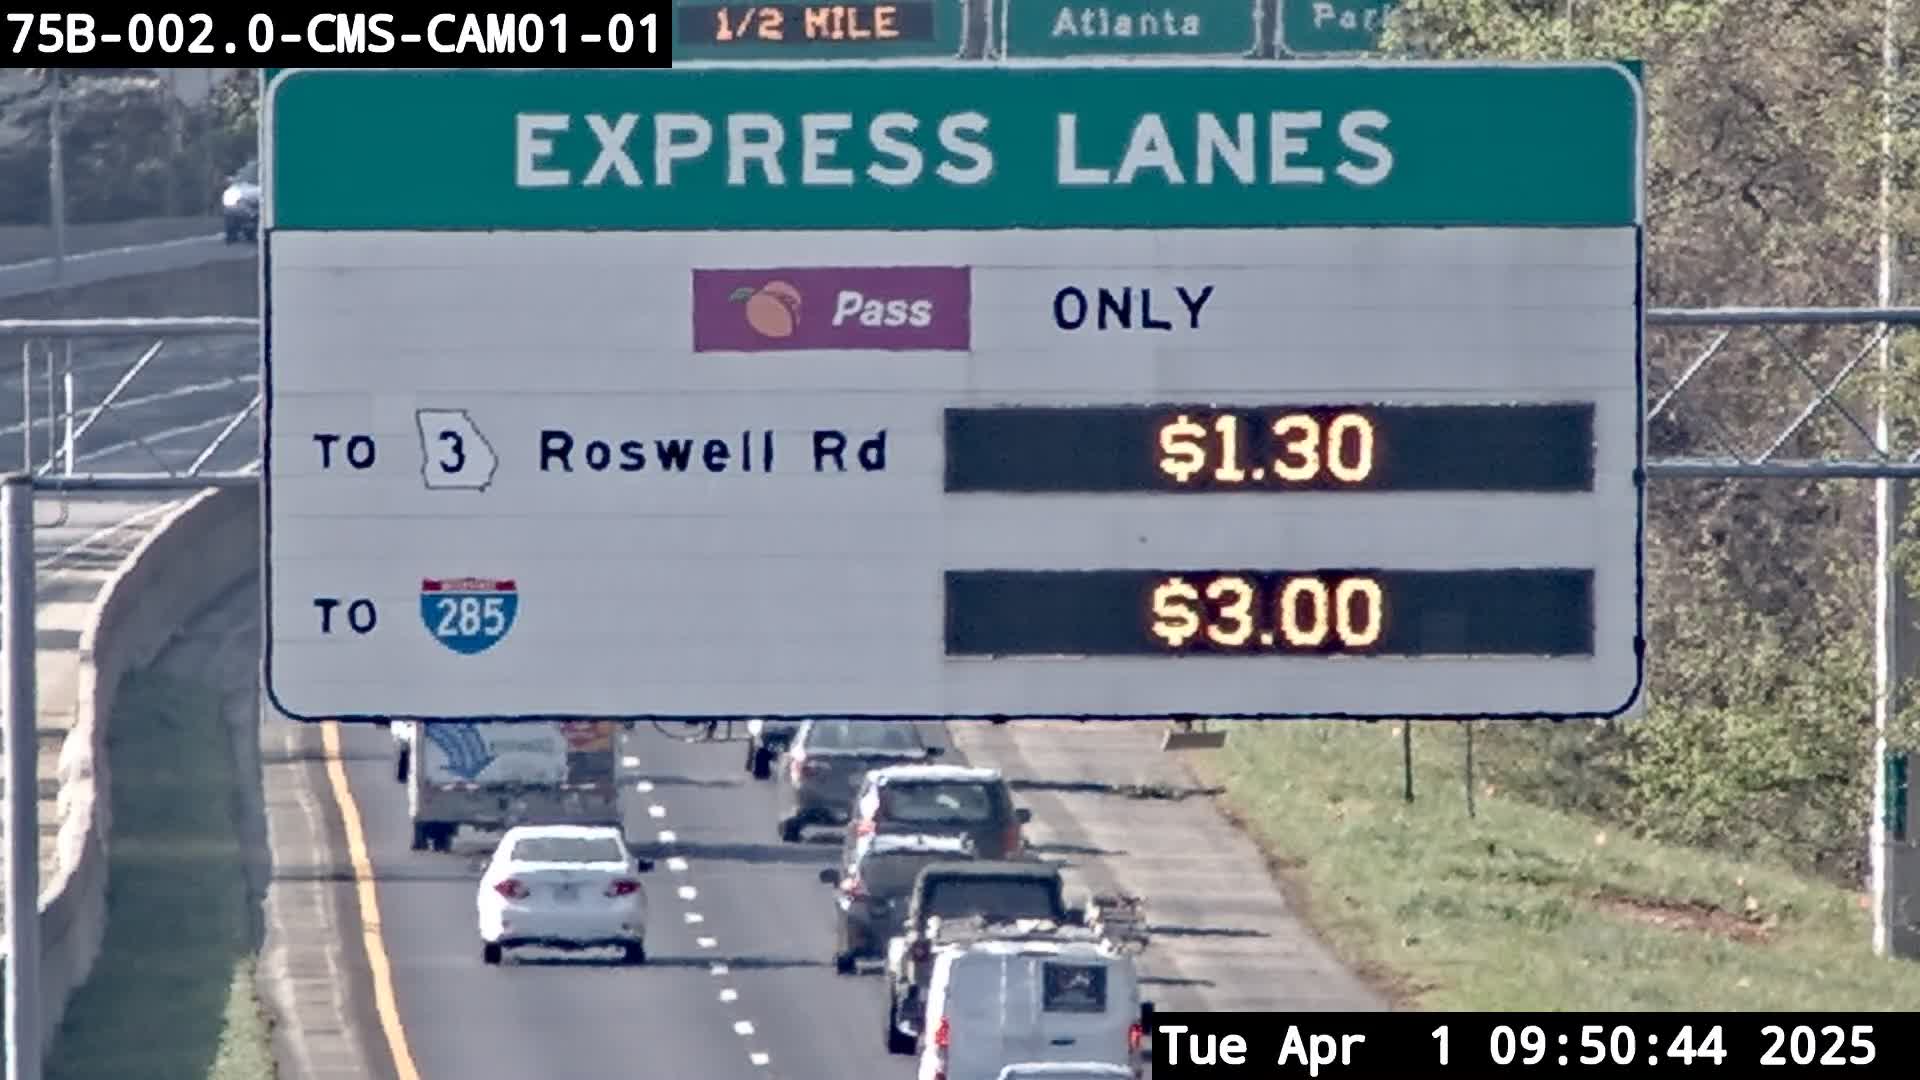 75B-002.0-CMS-CAM01-01
1/2 MILE
Atlanta
EXPRESS LANES
Pass ONLY
TO 3 Roswell Rd $1.30
TO 285 $3.00
Tue Apr 1 09:50:44 2025